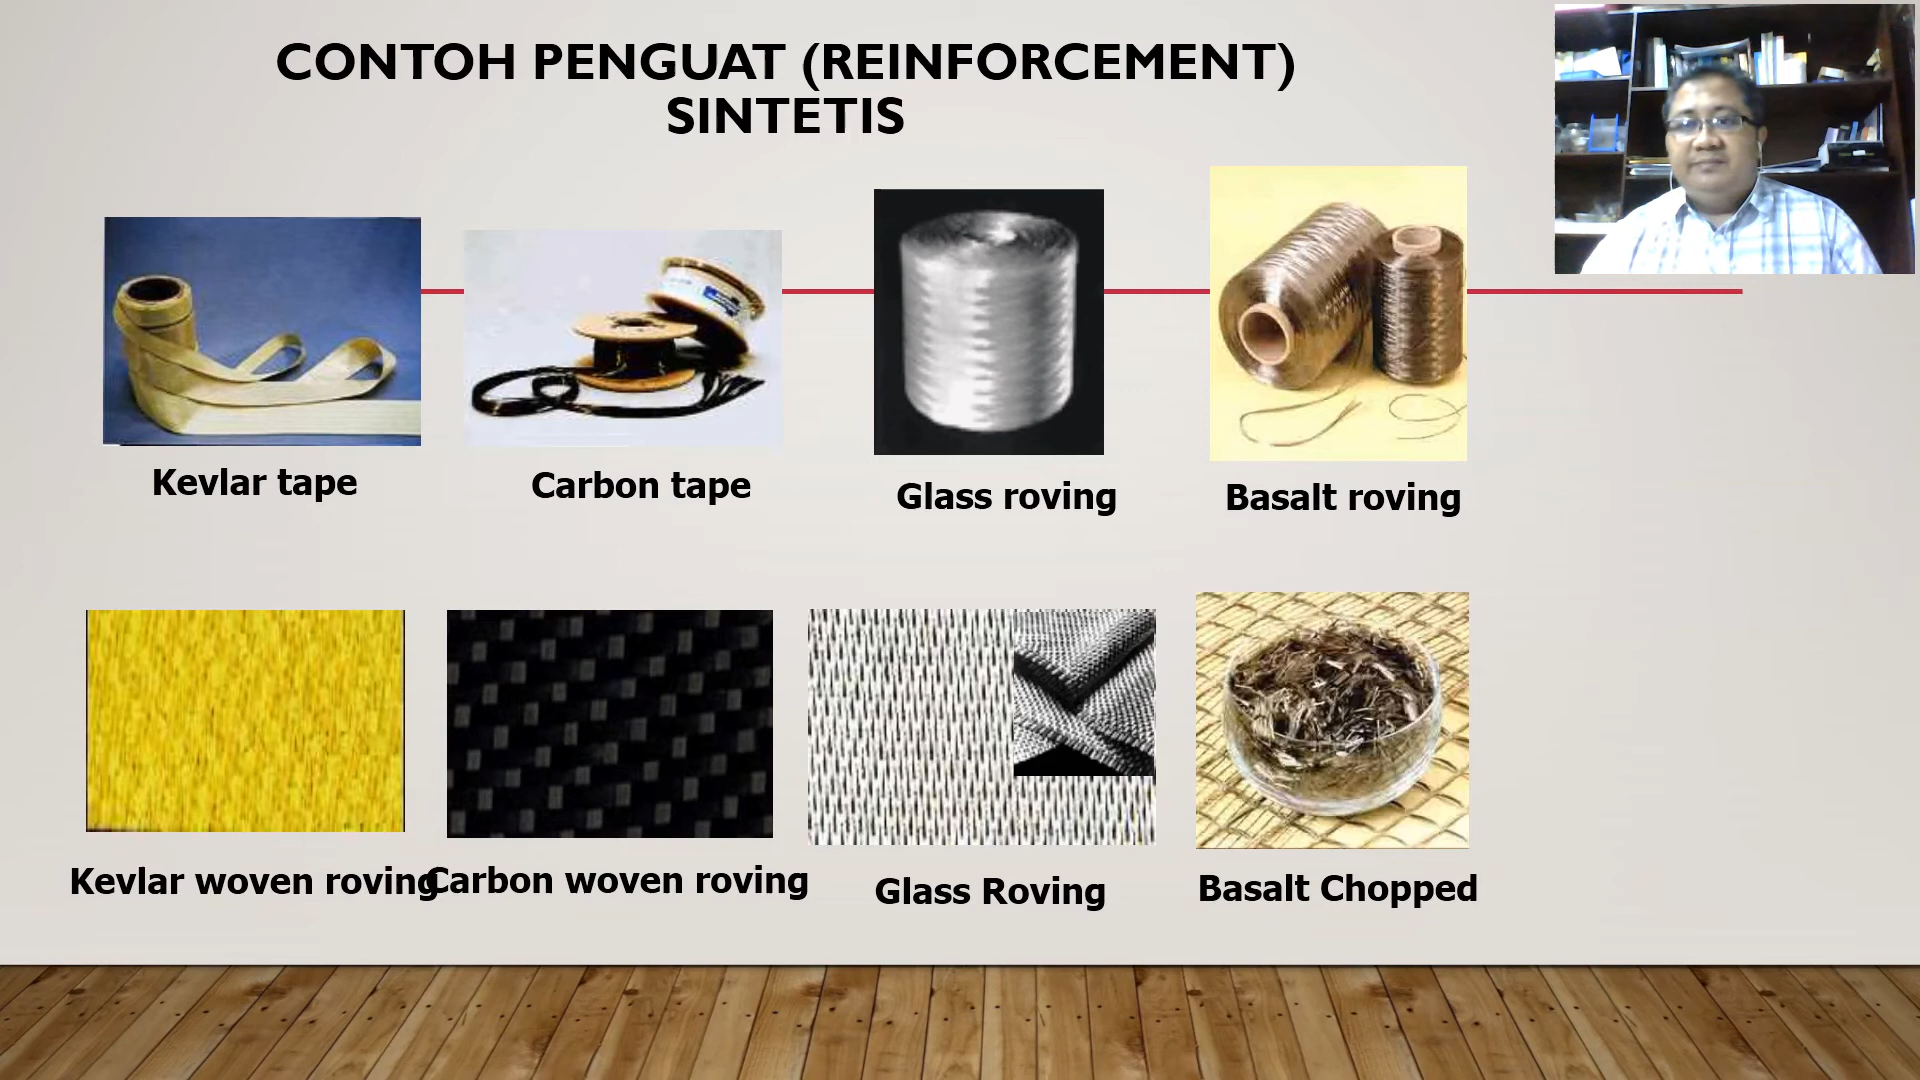 CONTOH PENGUAT (REINFORCEMENT)
SINTETIS
Kevlar tape
Carbon tape
Glass roving
Basalt roving
Kevlar woven roving
Carbon woven roving
Glass Roving
Basalt Chopped